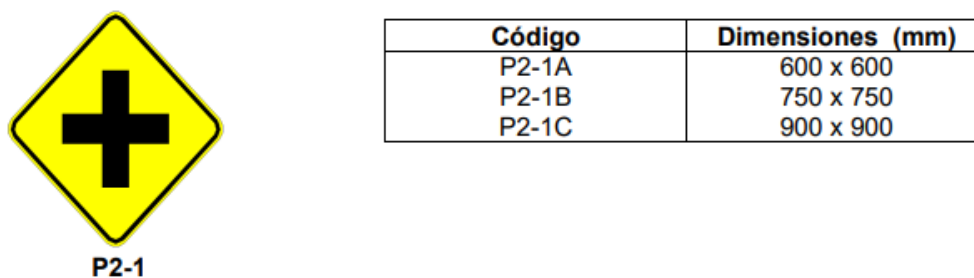 P2-1
Código Dimensiones (mm)
P2-1A 600 x 600
P2-1B 750 x 750
P2-1C 900 x 900